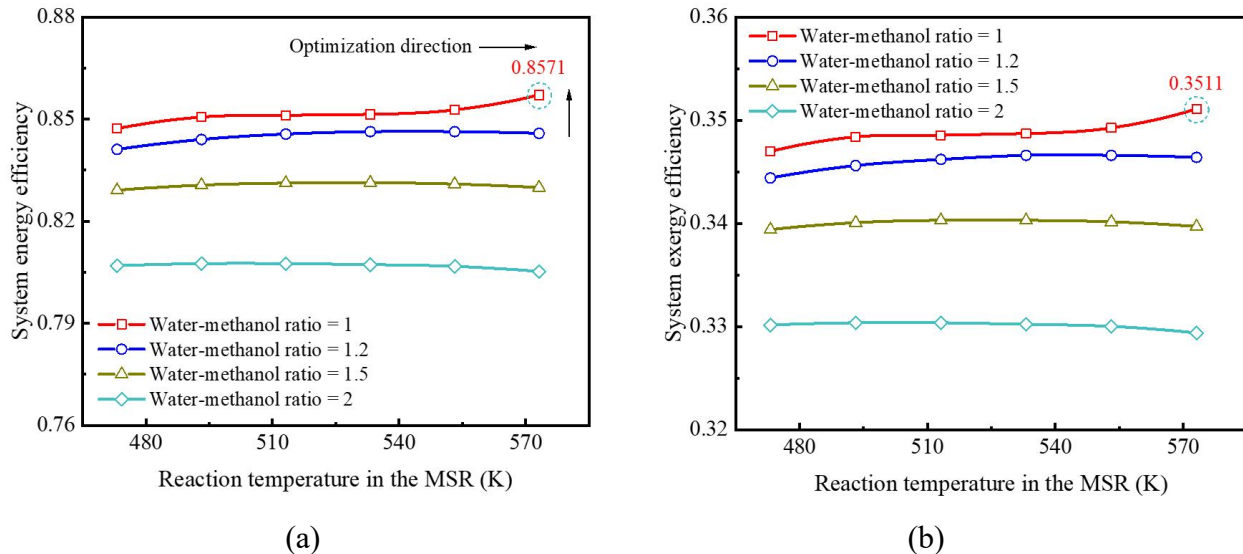 0.88
0.85
0.82
0.79
0.76
System energy efficiency
Optimization direction
0.8571
Water-methanol ratio = 1
Water-methanol ratio = 1.2
Water-methanol ratio = 1.5
Water-methanol ratio = 2
480
510
540
570
Reaction temperature in the MSR (K)
(a)
0.36
0.35
0.34
0.33
0.32
System exergy efficiency
Water-methanol ratio = 1
Water-methanol ratio = 1.2
Water-methanol ratio = 1.5
Water-methanol ratio = 2
0.3511
480
510
540
570
Reaction temperature in the MSR (K)
(b)